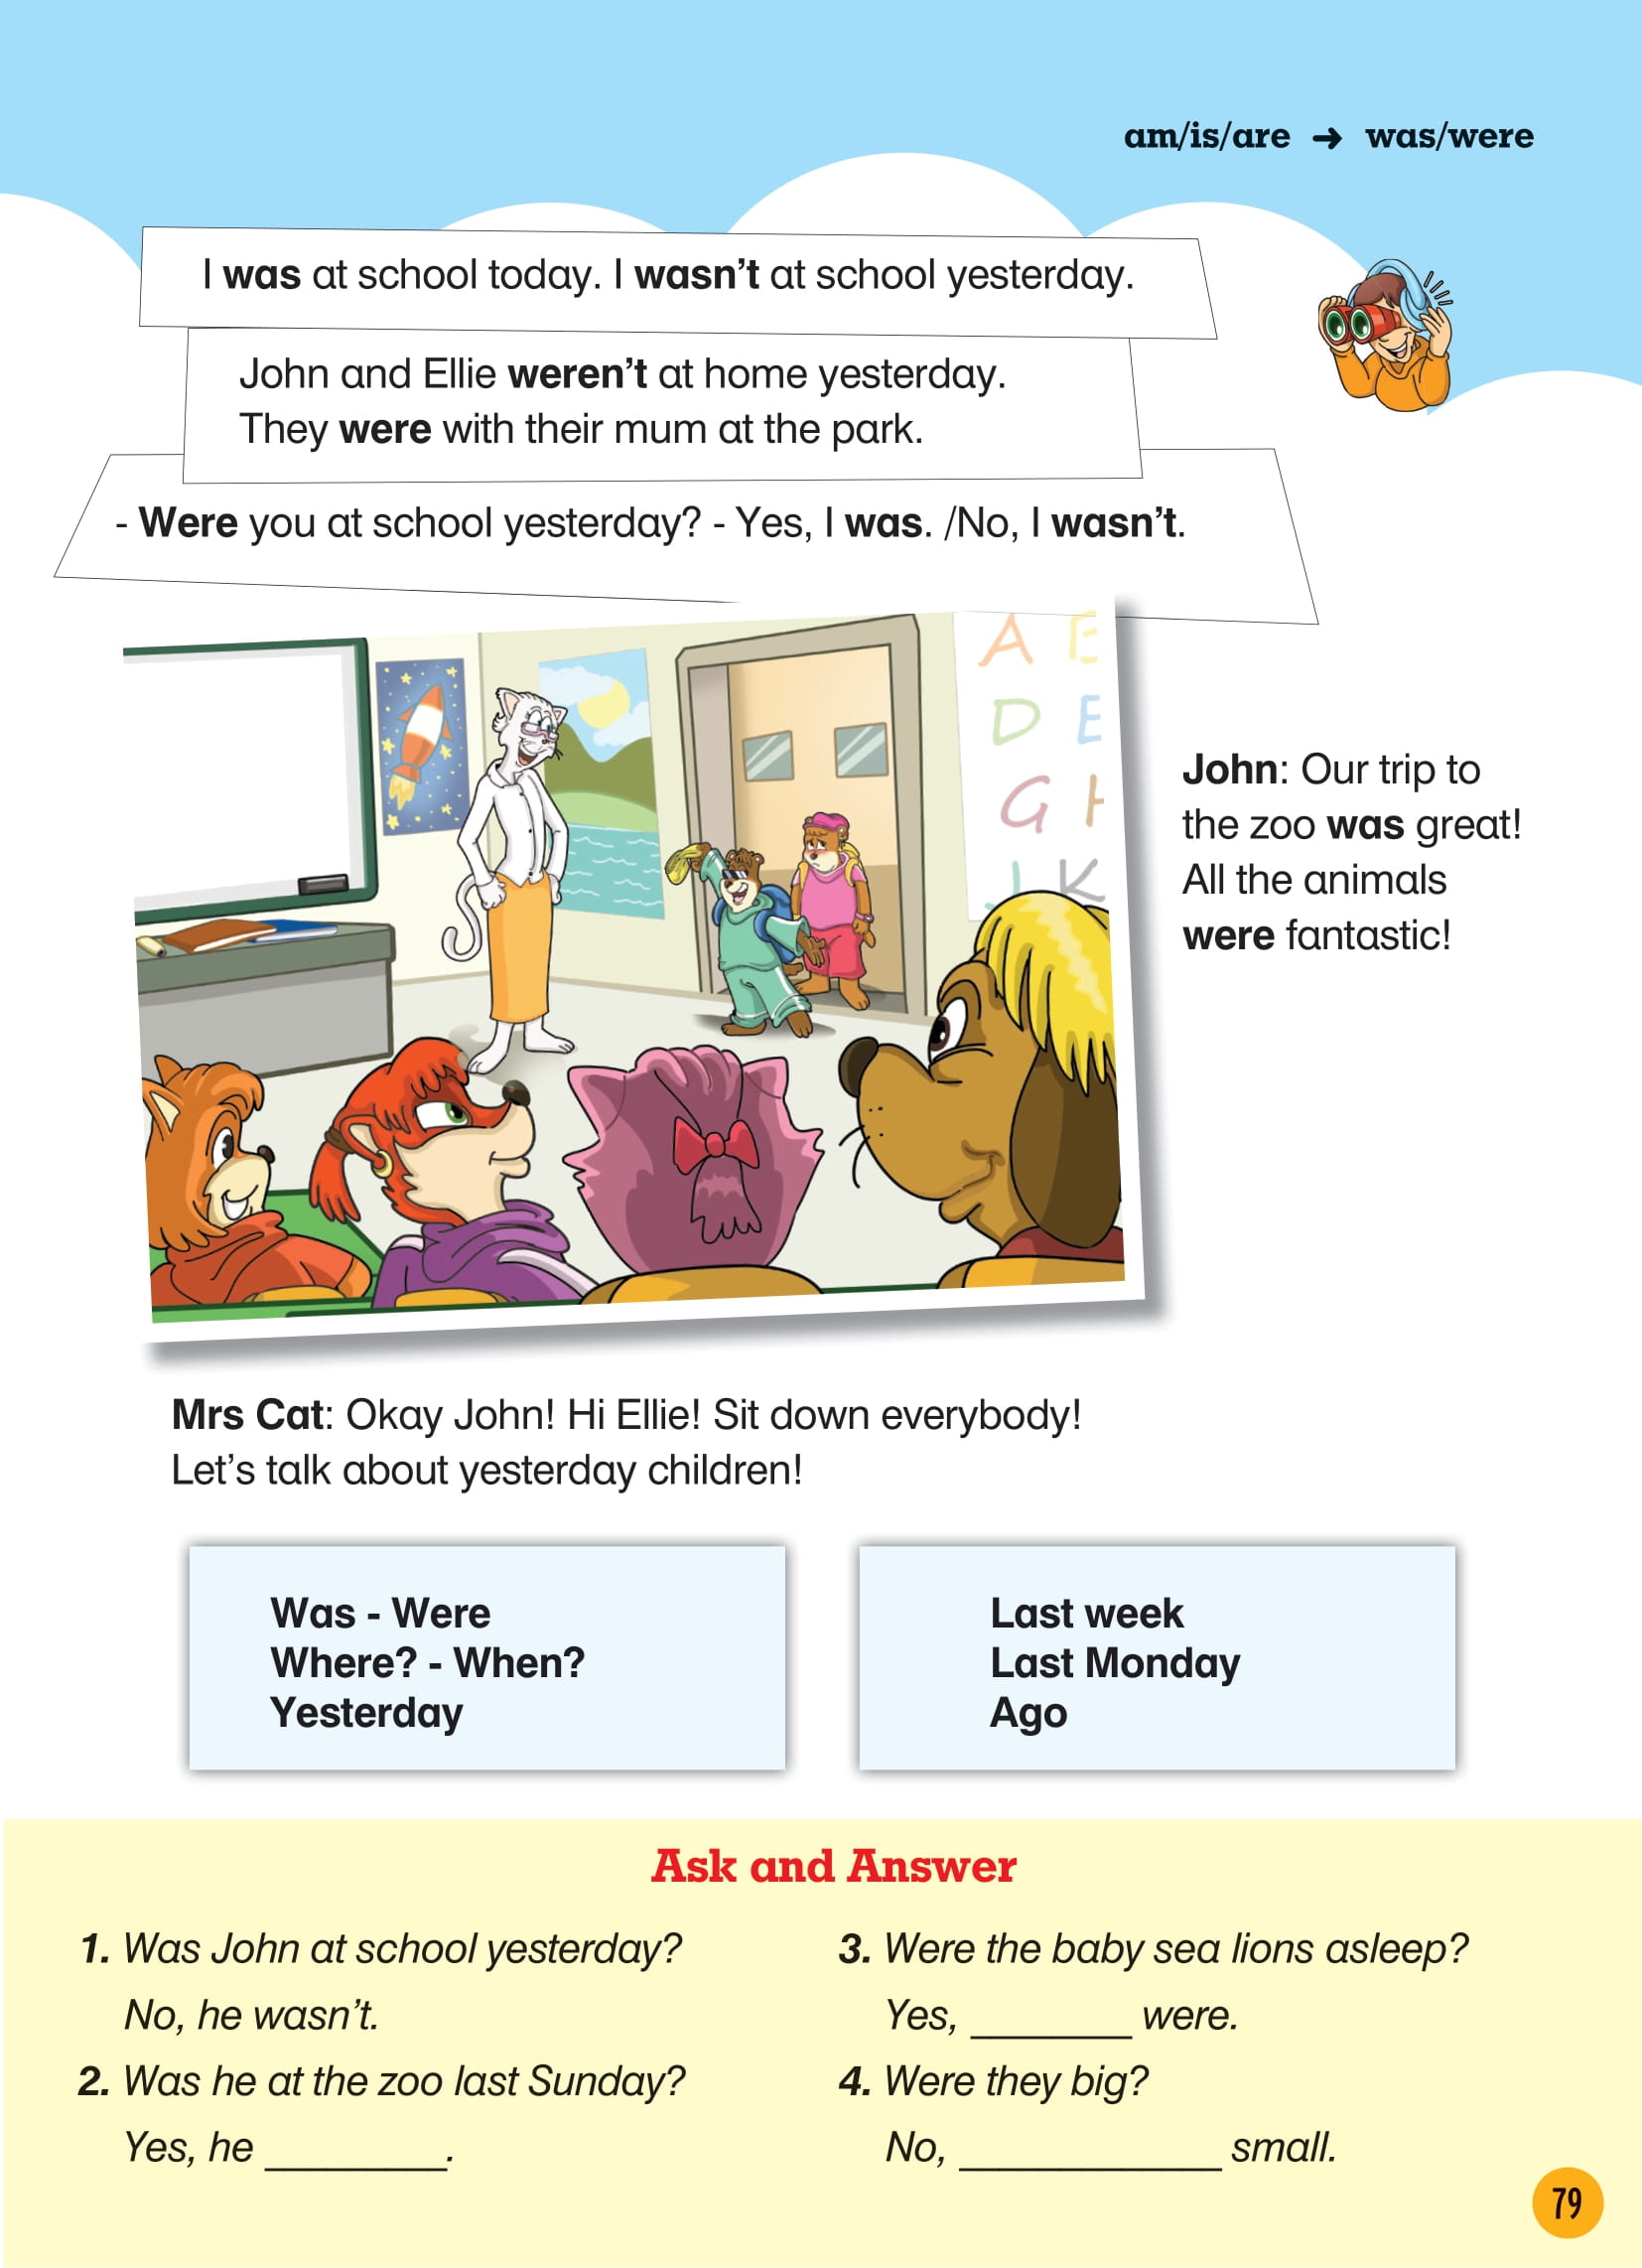 am/is/are ➜ was/were
I was at school today. I wasn't at school yesterday.
John and Ellie weren't at home yesterday.
They were with their mum at the park.
- Were you at school yesterday? - Yes, I was. /No, I wasn't.
A E
D E
G H
J K
John: Our trip to
the zoo was great!
All the animals
were fantastic!
Mrs Cat: Okay John! Hi Ellie! Sit down everybody!
Let's talk about yesterday children!
Was - Were
Where? - When?
Yesterday
Last week
Last Monday
Ago
Ask and Answer
1. Was John at school yesterday?
No, he wasn't.
2. Was he at the zoo last Sunday?
Yes, he ________.
3. Were the baby sea lions asleep?
Yes, _______ were.
4. Were they big?
No, ____________ small.
79